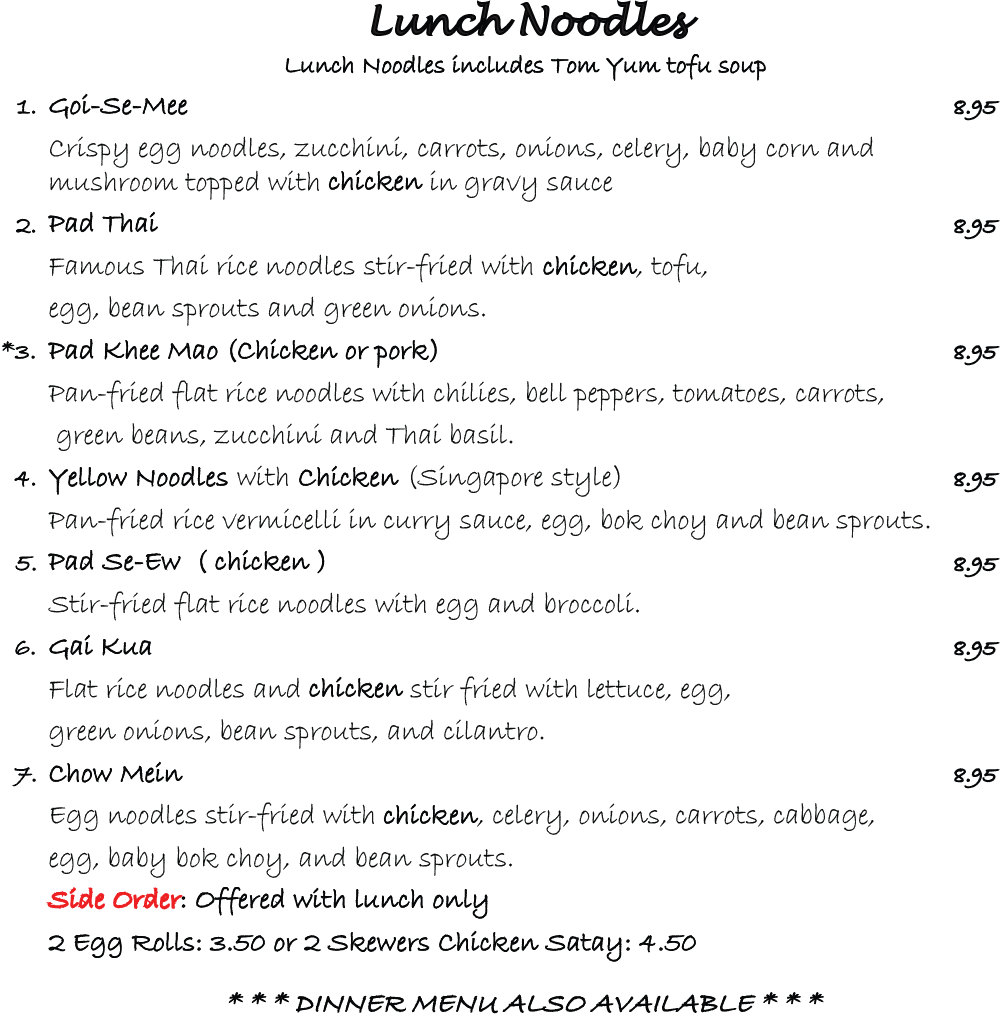 Lunch Noodles
Lunch Noodles includes Tom Yum tofu soup
1. Goi-Se-Mee 8.95
Crispy egg noodles, zucchini, carrots, onions, celery, baby corn and
mushroom topped with chicken in gravy sauce
2. Pad Thai 8.95
Famous Thai rice noodles stir-fried with chicken, tofu,
egg, bean sprouts and green onions.
*3. Pad Khee Mao (Chicken or pork) 8.95
Pan-fried flat rice noodles with chilies, bell peppers, tomatoes, carrots,
green beans, zucchini and Thai basil.
4. Yellow Noodles with Chicken (Singapore style) 8.95
Pan-fried rice vermicelli in curry sauce, egg, bok choy and bean sprouts.
5. Pad Se-Ew ( chicken ) 8.95
Stir-fried flat rice noodles with egg and broccoli.
6. Gai Kua 8.95
Flat rice noodles and chicken stir fried with lettuce, egg,
green onions, bean sprouts, and cilantro.
7. Chow Mein 8.95
Egg noodles stir-fried with chicken, celery, onions, carrots, cabbage,
egg, baby bok choy, and bean sprouts.
Side Order: Offered with lunch only
2 Egg Rolls: 3.50 or 2 Skewers Chicken Satay: 4.50
* * * DINNER MENU ALSO AVAILABLE * * *